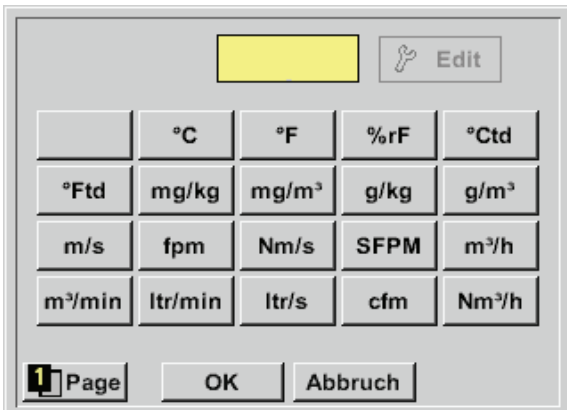 Edit
°C °F %rF °Ctd
°Ftd mg/kg mg/m³ g/kg g/m³
m/s fpm Nm/s SFPM m³/h
m³/min ltr/min ltr/s cfm Nm³/h
1 Page OK Abbruch